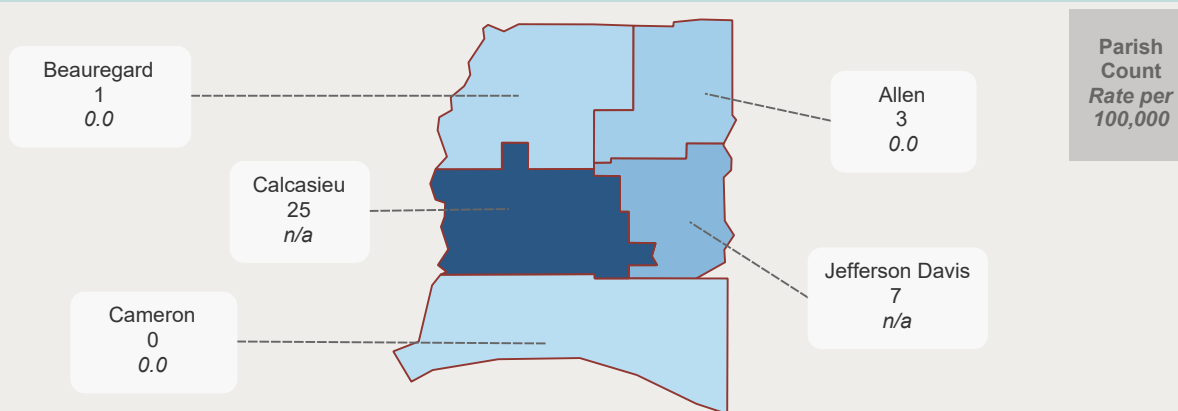 Beauregard
1
0.0
Calcasieu
25
n/a
Cameron
0
0.0
Allen
3
0.0
Jefferson Davis
7
n/a
Parish
Count
Rate per
100,000